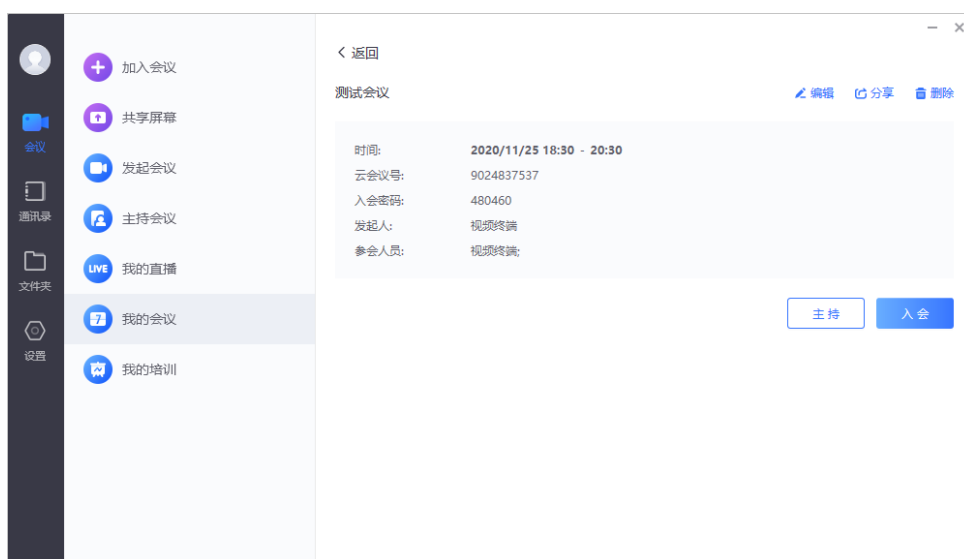 会议
通讯录
文件夹
设置
加入会议
共享屏幕
发起会议
主持会议
LIVE 我的直播
7 我的会议
我的培训
返回
测试会议 编辑 分享 删除
时间: 2020/11/25 18:30 - 20:30
云会议号: 9024837537
入会密码: 480460
发起人: 视频终端
参会人员: 视频终端;
主持 入会